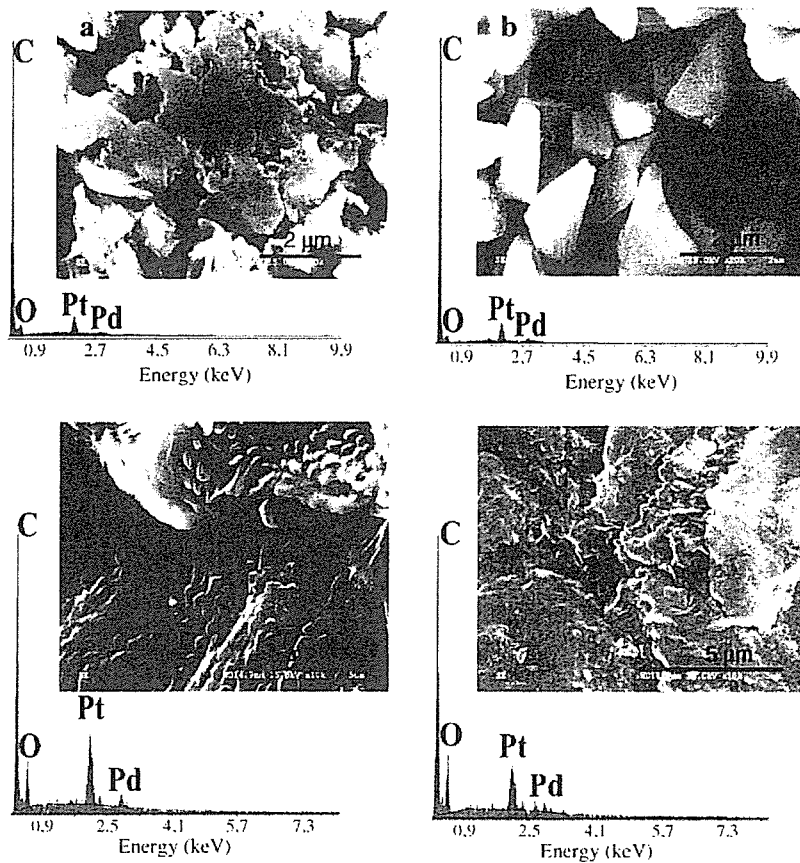 a
b
C
C
2 µm
O Pt Pd
O Pt Pd
0.9 2.7 4.5 6.3 8.1 9.9
0.9 2.7 4.5 6.3 8.1 9.9
Energy (keV)
Energy (keV)
C
C
5 µm
Pt
O
Pd
Pt
O
Pd
0.9 2.5 4.1 5.7 7.3
0.9 2.5 4.1 5.7 7.3
Energy (keV)
Energy (keV)